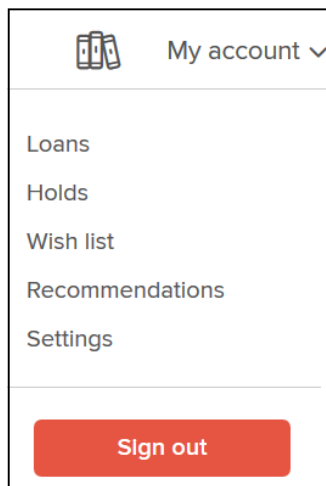 My account
Loans
Holds
Wish list
Recommendations
Settings
Sign out